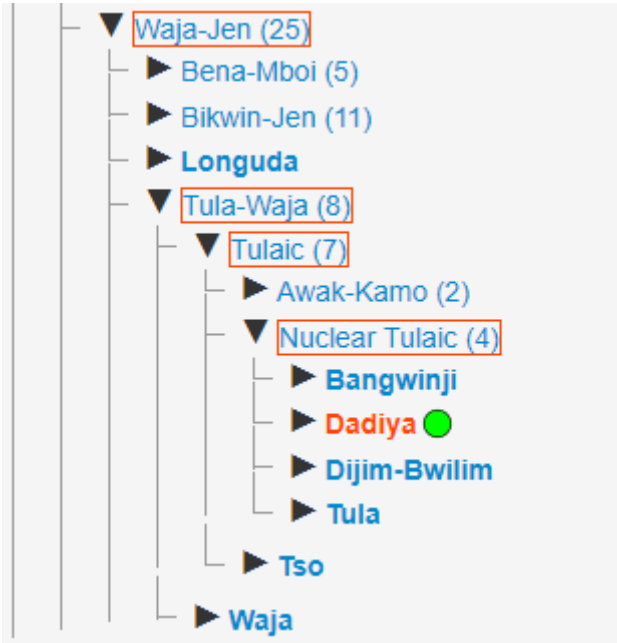 Waja-Jen (25)
Bena-Mboi (5)
Bikwin-Jen (11)
Longuda
Tula-Waja (8)
Tulaic (7)
Awak-Kamo (2)
Nuclear Tulaic (4)
Bangwinji
Dadiya
Dijim-Bwilim
Tula
Tso
Waja